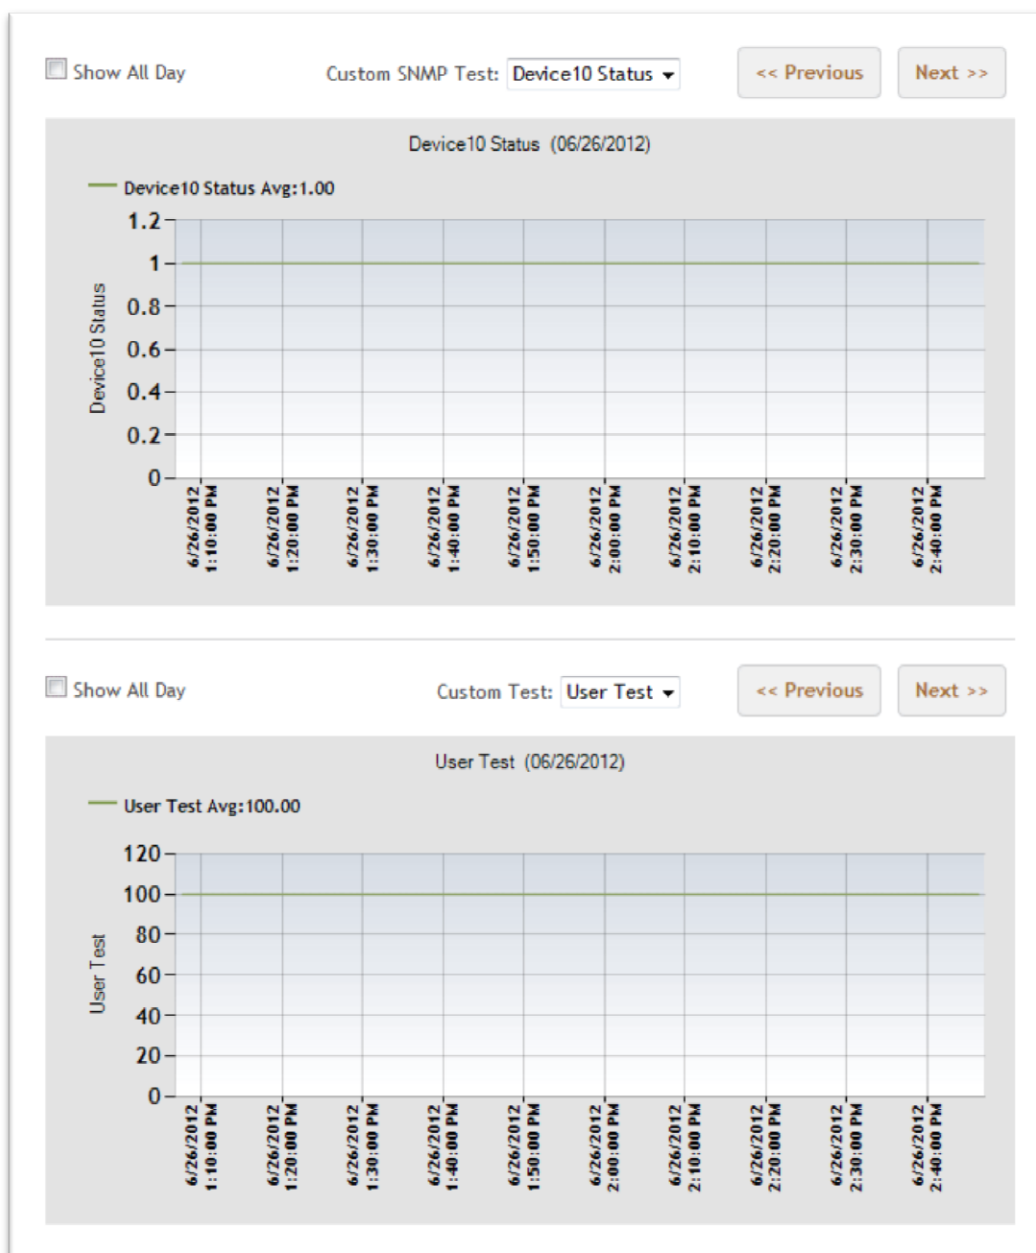 Show All Day Custom SNMP Test: Device10 Status << Previous Next >>
Device10 Status (06/26/2012)
Device10 Status Avg:1.00
1.2
1
0.8
0.6
0.4
0.2
0
Device10 Status
6/26/2012 1:10:00 PM
6/26/2012 1:20:00 PM
6/26/2012 1:30:00 PM
6/26/2012 1:40:00 PM
6/26/2012 1:50:00 PM
6/26/2012 2:00:00 PM
6/26/2012 2:10:00 PM
6/26/2012 2:20:00 PM
6/26/2012 2:30:00 PM
6/26/2012 2:40:00 PM
Show All Day Custom Test: User Test << Previous Next >>
User Test (06/26/2012)
User Test Avg:100.00
120
100
80
60
40
20
0
User Test
6/26/2012 1:10:00 PM
6/26/2012 1:20:00 PM
6/26/2012 1:30:00 PM
6/26/2012 1:40:00 PM
6/26/2012 1:50:00 PM
6/26/2012 2:00:00 PM
6/26/2012 2:10:00 PM
6/26/2012 2:20:00 PM
6/26/2012 2:30:00 PM
6/26/2012 2:40:00 PM